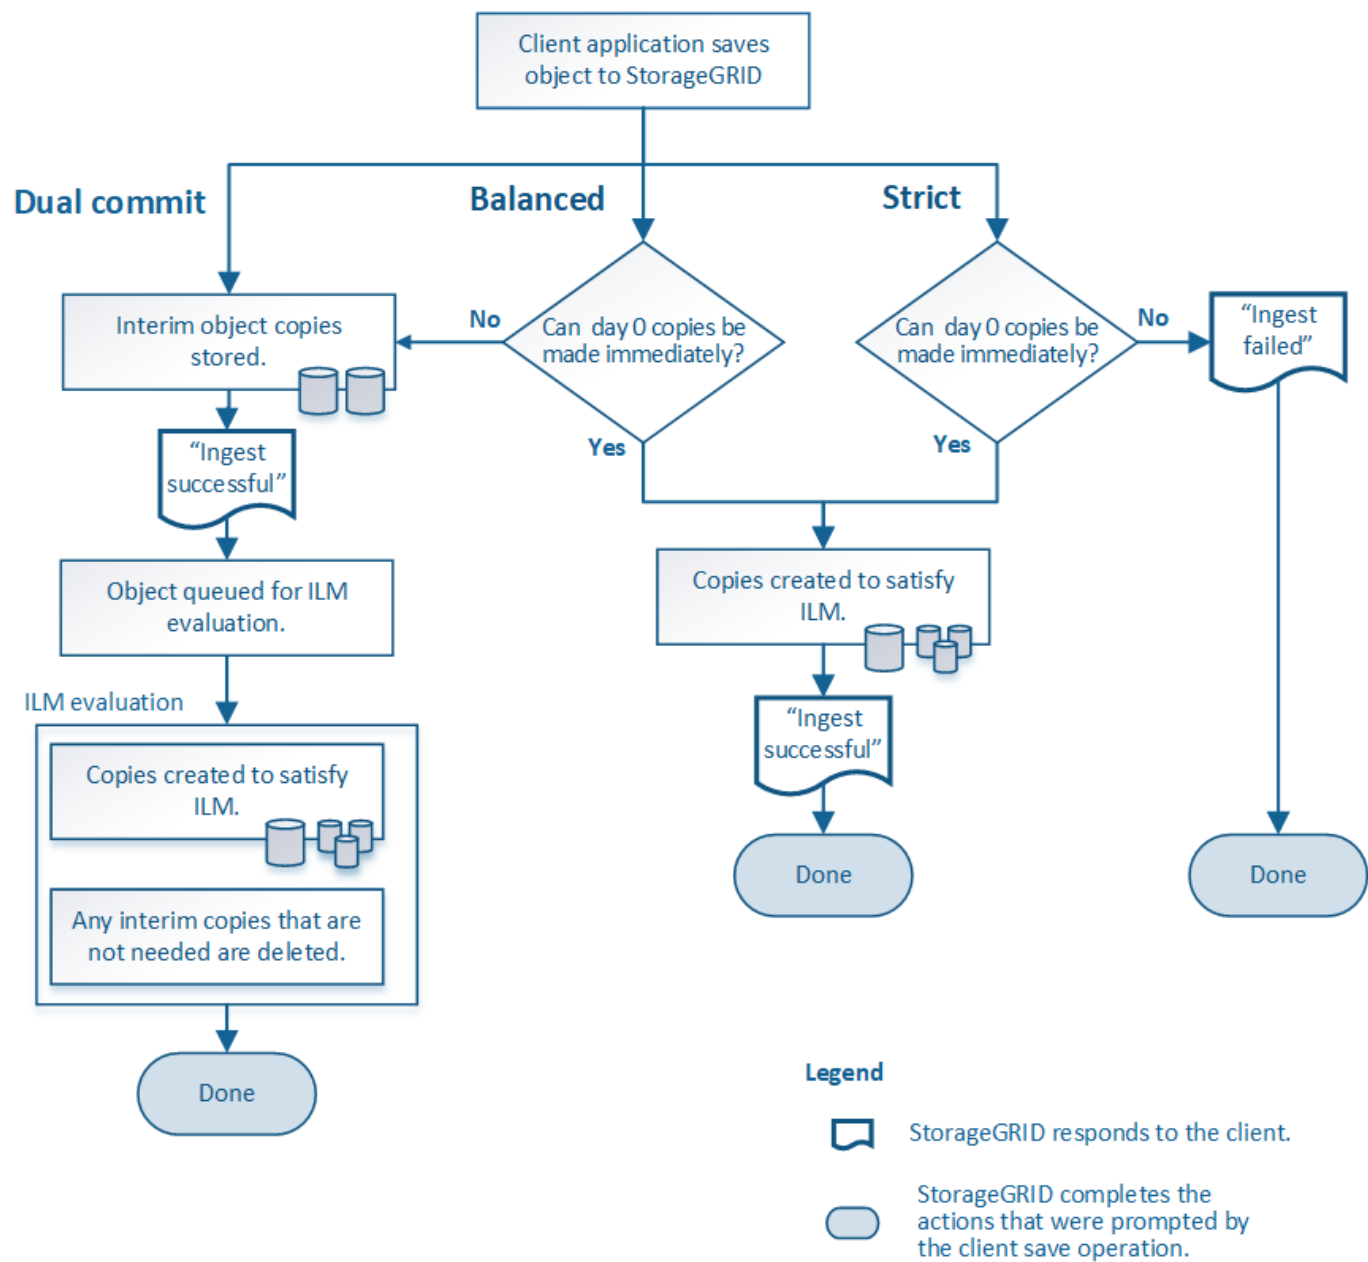 Client application saves
object to StorageGRID
Dual commit
Balanced
Strict
Interim object copies
stored.
No
Can day 0 copies be
made immediately?
Can day 0 copies be
made immediately?
No
“Ingest
failed”
Yes
Yes
“Ingest
successful”
Object queued for ILM
evaluation.
Copies created to satisfy
ILM.
ILM evaluation
“Ingest
successful”
Copies created to satisfy
ILM.
Any interim copies that are
not needed are deleted.
Done
Done
Done
Legend
StorageGRID responds to the client.
StorageGRID completes the
actions that were prompted by
the client save operation.